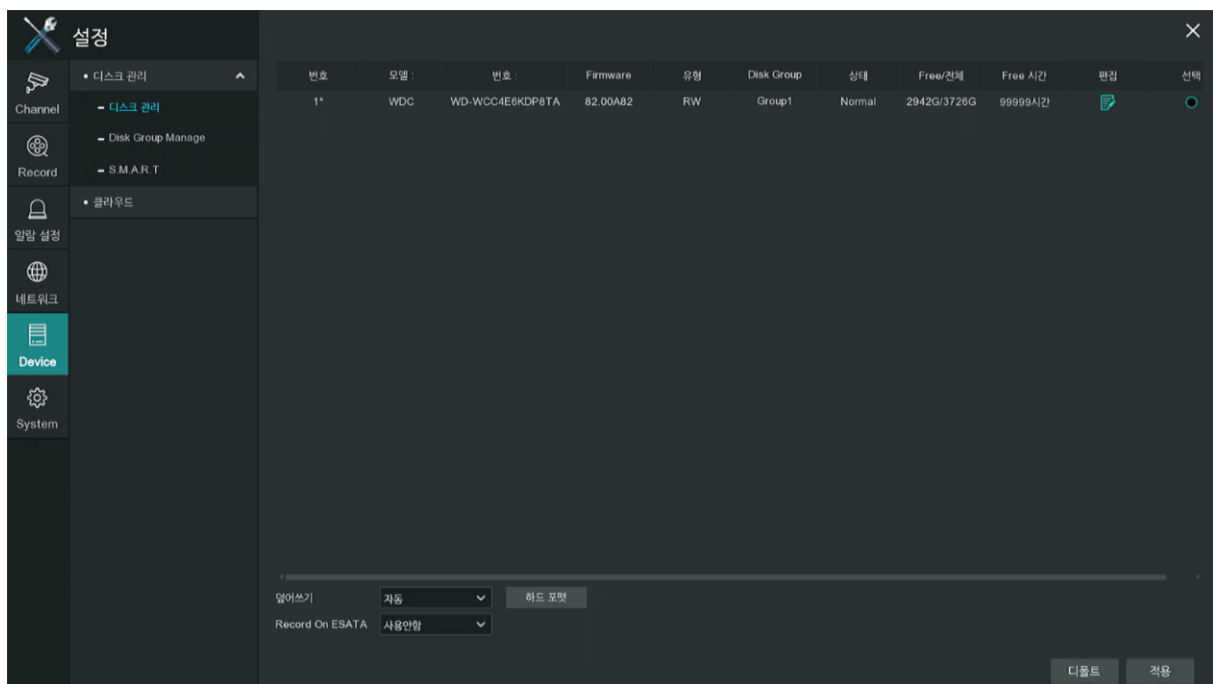 설정
• 디스크 관리
- 디스크 관리
- Disk Group Manage
- S.M.A.R.T
• 클라우드
Channel
Record
알람 설정
네트워크
Device
System
번호 모델 : 번호 : Firmware 유형 Disk Group 상태 Free/전체 Free 시간 편집 선택
1* WDC WD-WCC4E6KDP8TA 82.00A82 RW Group1 Normal 2942G/3726G 99999시간
덮어쓰기 자동 하드 포맷
Record On ESATA 사용안함
디폴트 적용